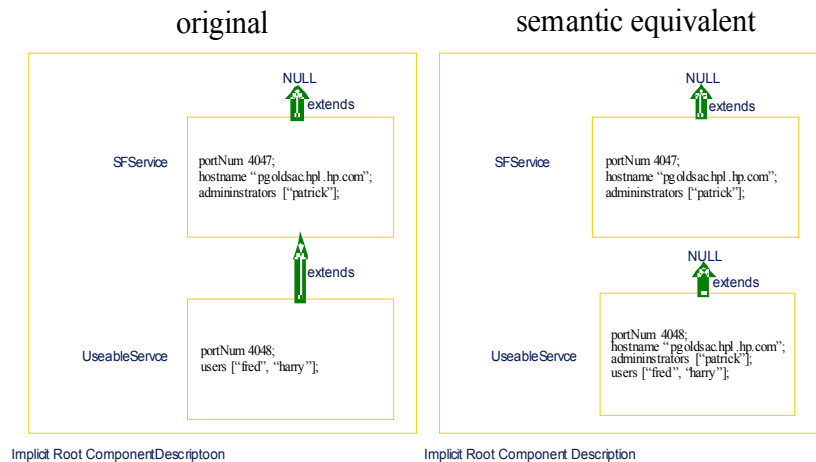 original
NULL
extends
SFService
portNum 4047;
hostname “pgoldsac.hpl.hp.com”;
admininstrators [“patrick”];
extends
UseableServce
portNum 4048;
users [“fred”, “harry”];
Implicit Root ComponentDescriptoon
semantic equivalent
NULL
extends
SFService
portNum 4047;
hostname “pgoldsac.hpl.hp.com”;
admininstrators [“patrick”];
NULL
extends
UseableServce
portNum 4048;
hostname “pgoldsac.hpl.hp.com”;
admininstrators [“patrick”];
users [“fred”, “harry”];
Implicit Root Component Description